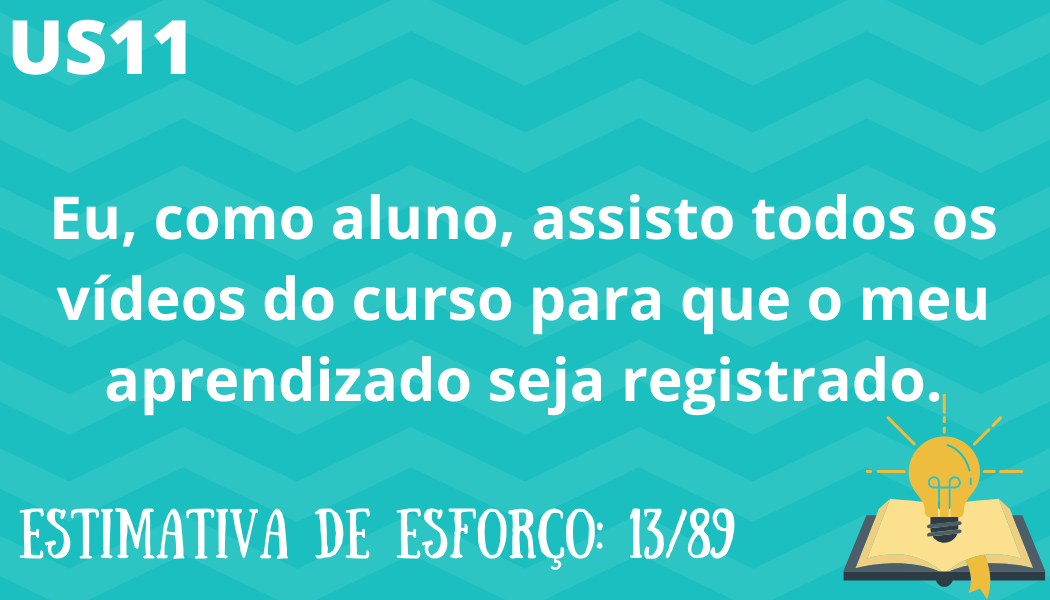 US11
Eu, como aluno, assisto todos os
vídeos do curso para que o meu
aprendizado seja registrado.
ESTIMATIVA DE ESFORÇO: 13/89